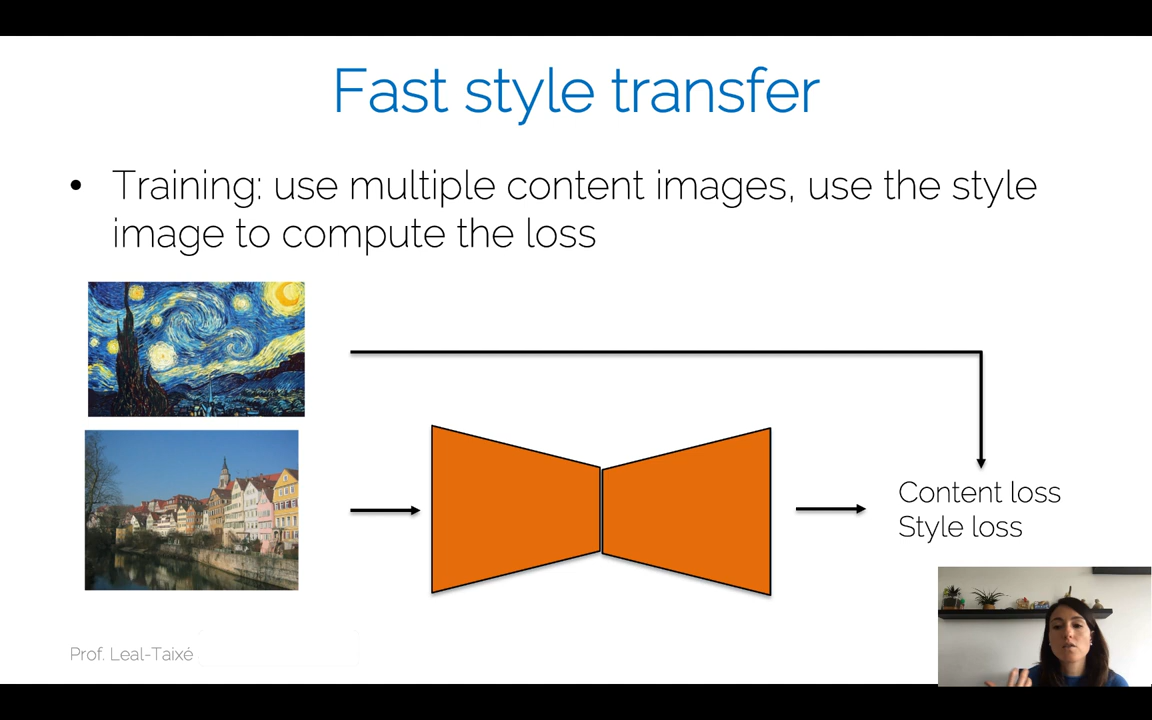 Fast style transfer
• Training: use multiple content images, use the style
image to compute the loss
Content loss
Style loss
Prof. Leal-Taixé